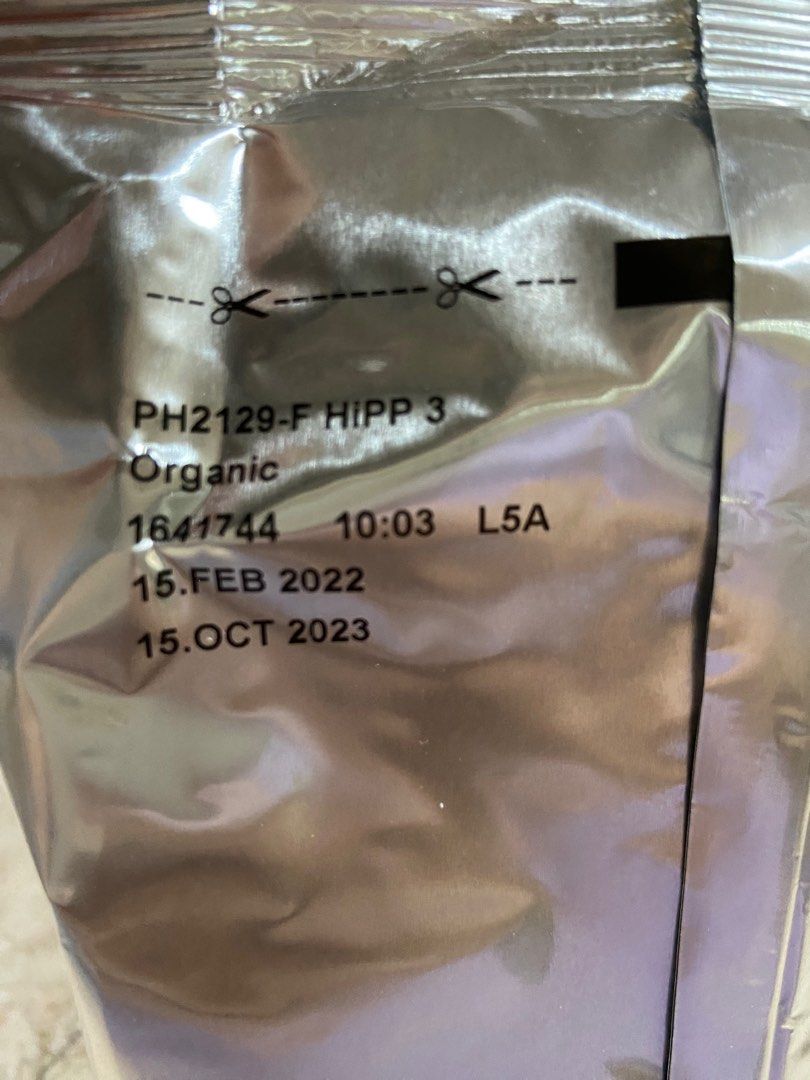 PH2129-F HiPP 3
Organic
1641744 10:03 L5A
15.FEB 2022
15.OCT 2023